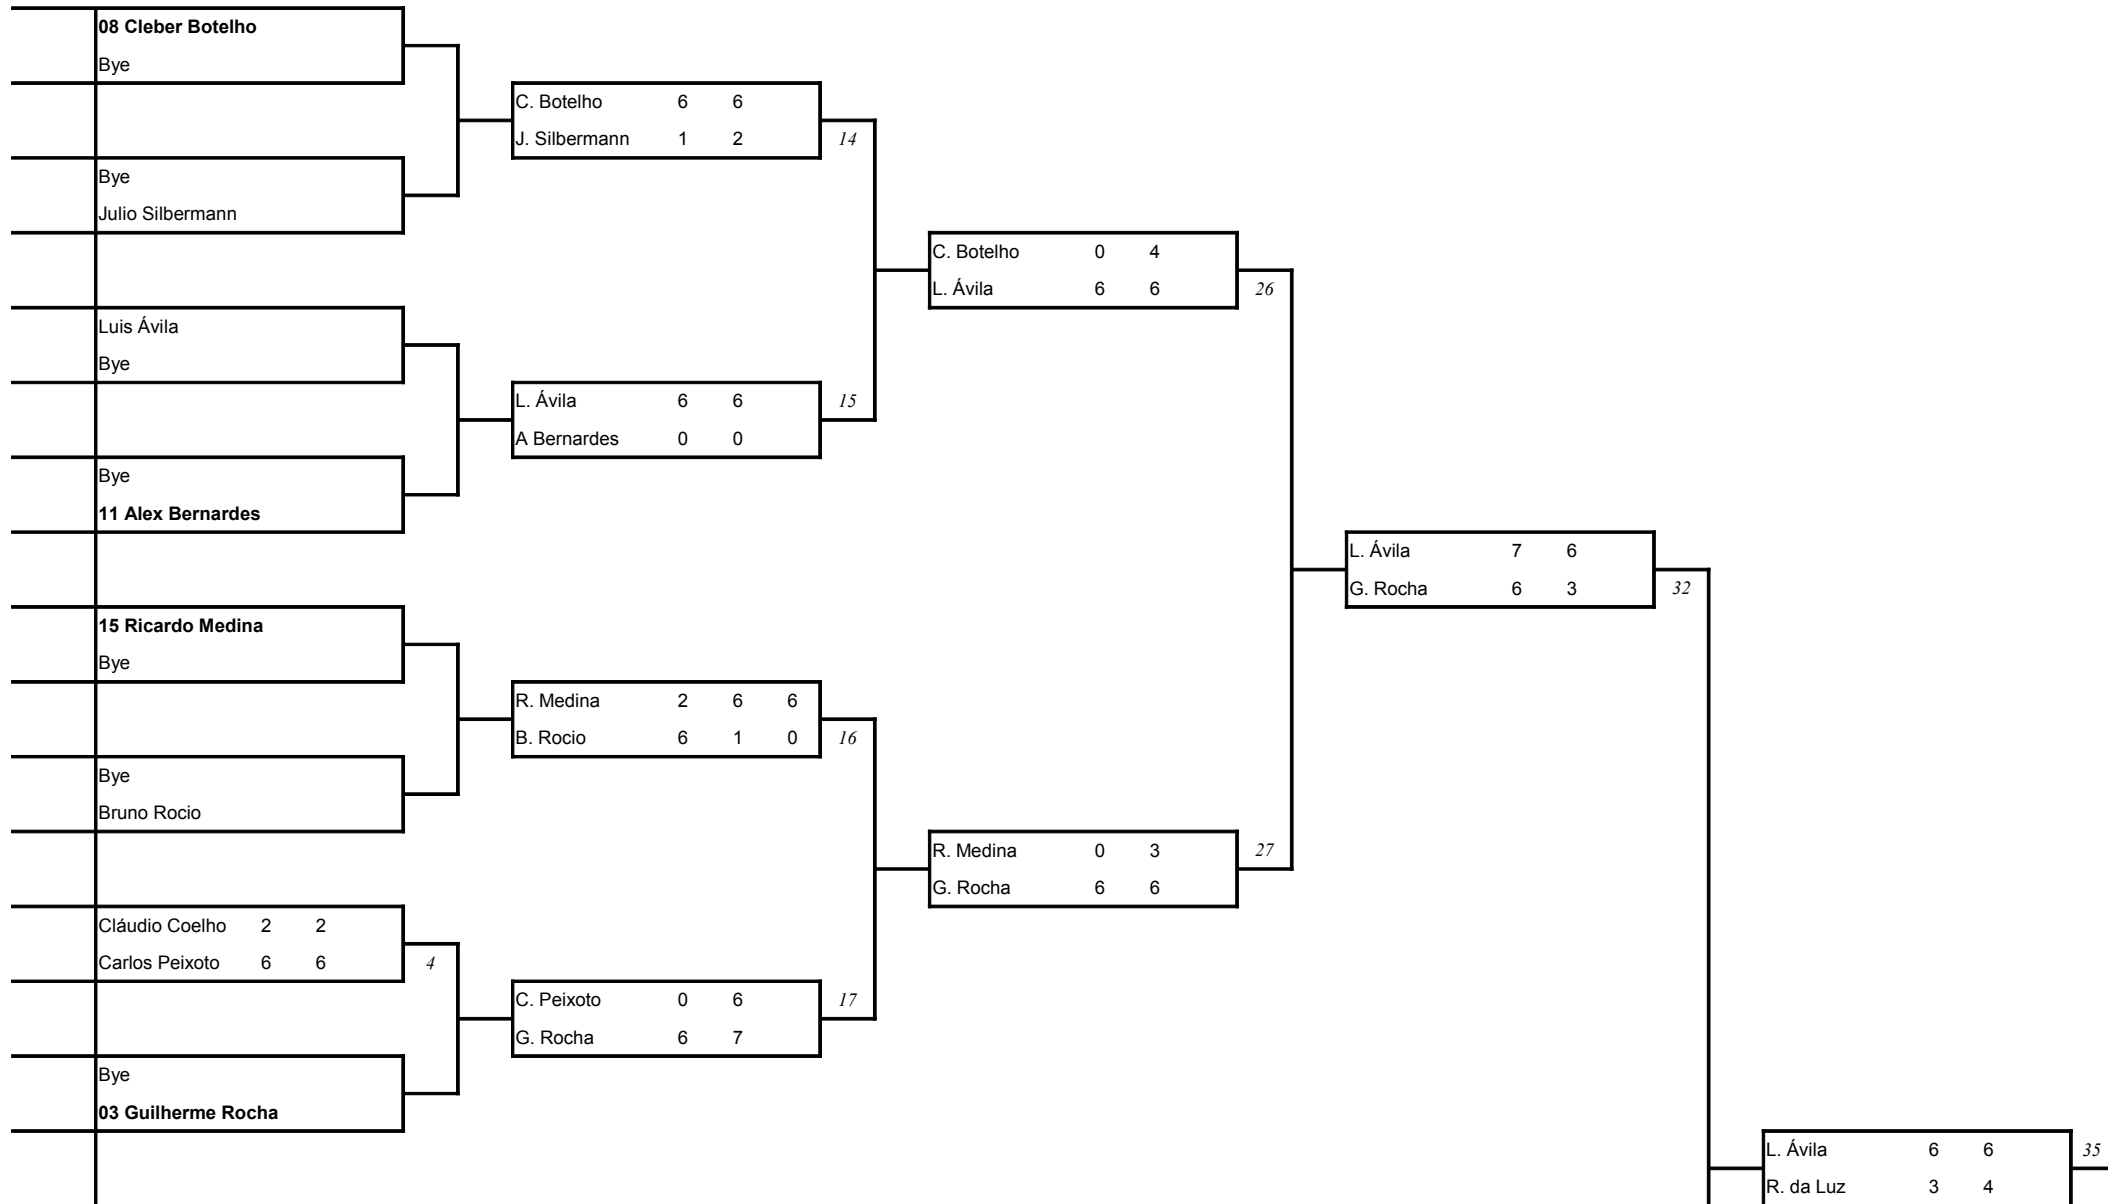 08 Cleber Botelho
Bye
C. Botelho 6 6
J. Silbermann 1 2
14
Bye
Julio Silbermann
C. Botelho 0 4
L. Ávila 6 6
26
Luis Ávila
Bye
L. Ávila 6 6
15
A Bernardes 0 0
Bye
11 Alex Bernardes
L. Ávila 7 6
G. Rocha 6 3
32
15 Ricardo Medina
Bye
R. Medina 2 6 6
B. Rocio 6 1 0
16
Bye
Bruno Rocio
R. Medina 0 3
27
G. Rocha 6 6
Cláudio Coelho 2 2
Carlos Peixoto 6 6
4
C. Peixoto 0 6
17
G. Rocha 6 7
Bye
03 Guilherme Rocha
L. Ávila 6 6
35
R. da Luz 3 4